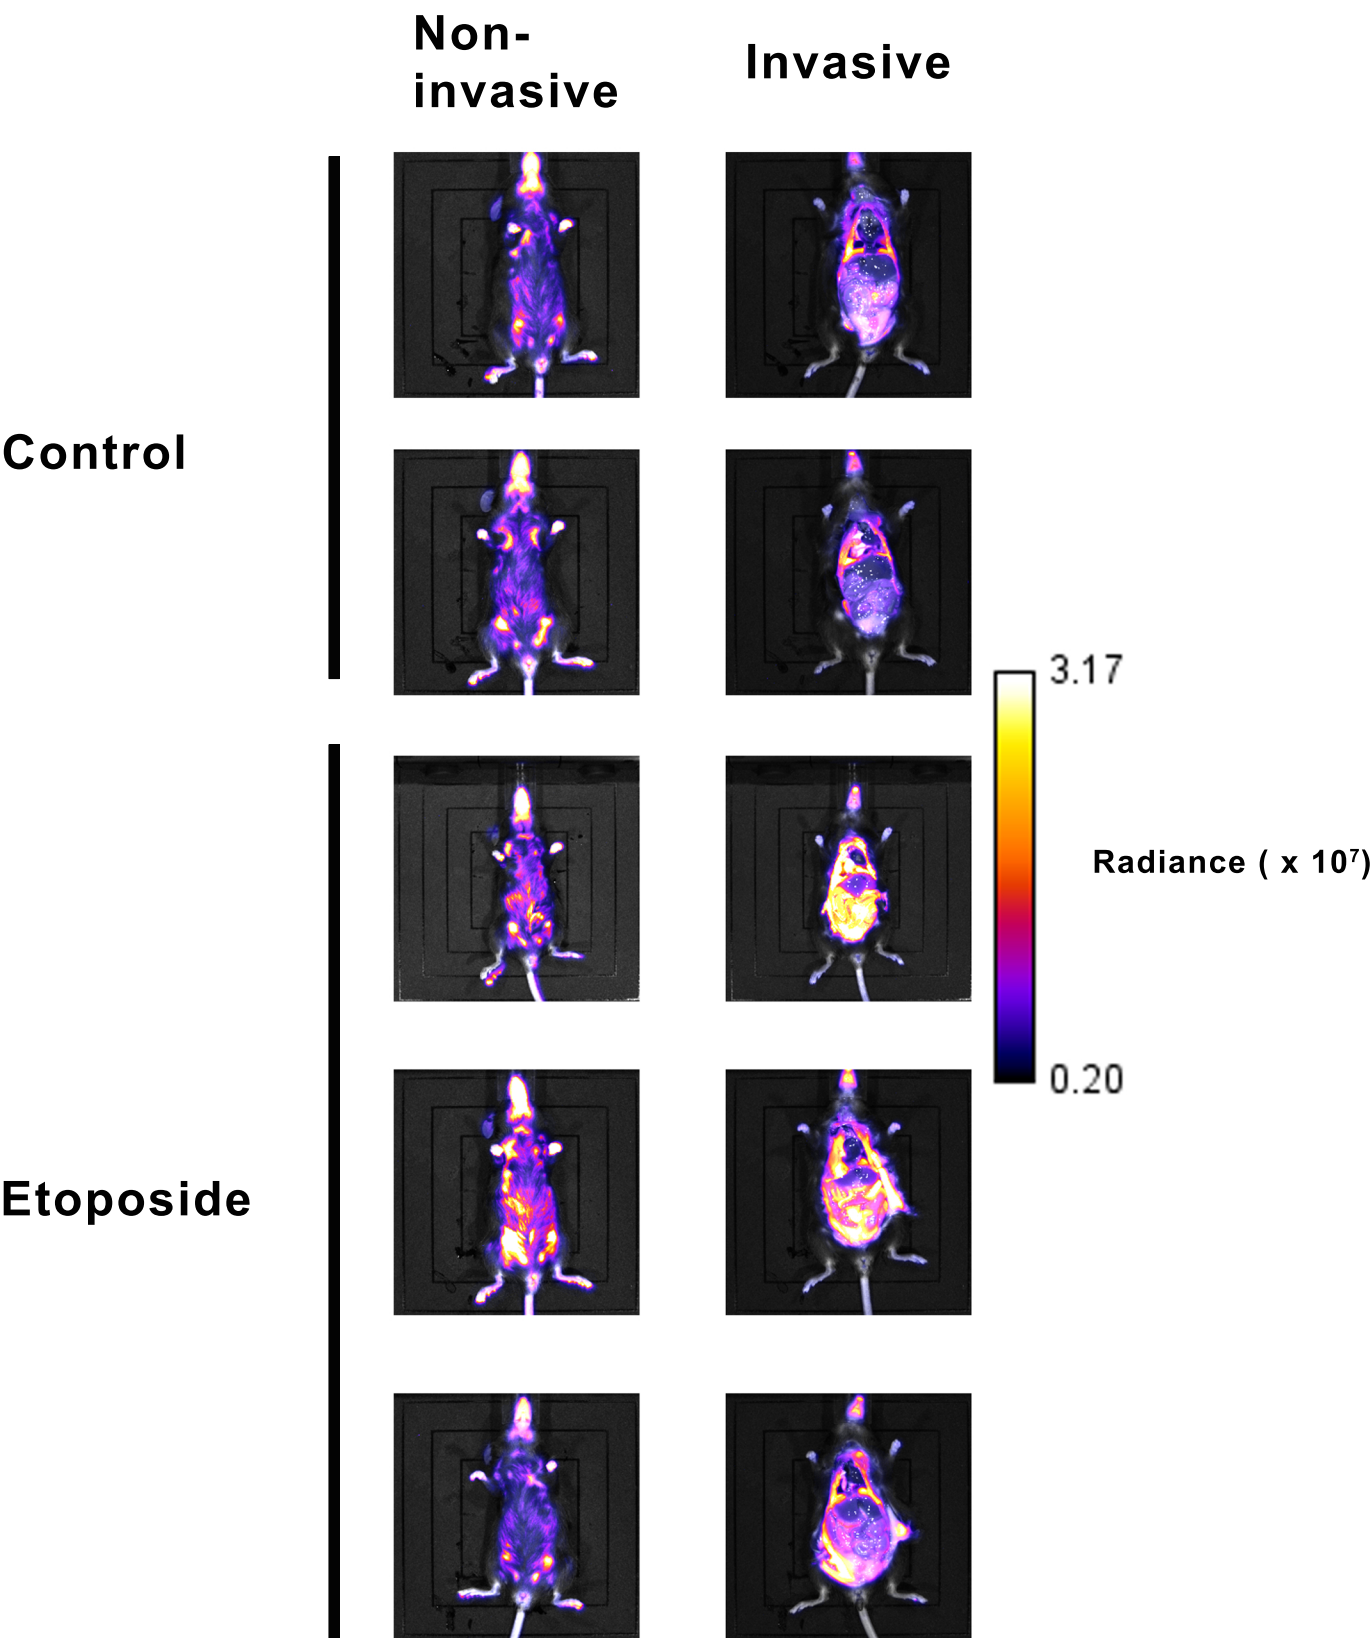 Non-
invasive
Invasive
Control
3.17
Radiance ( x 10⁷)
0.20
Etoposide